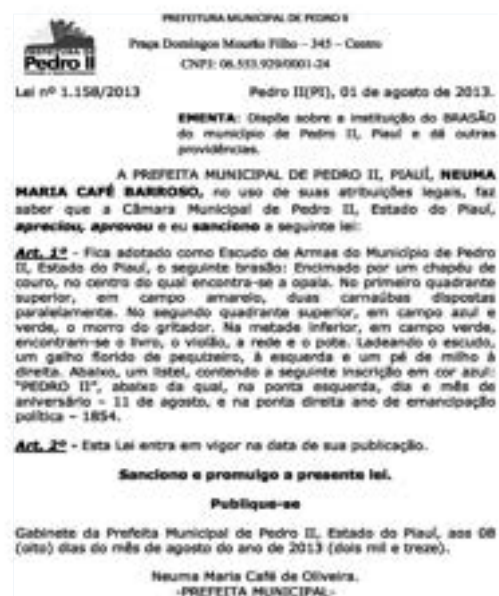 PREFEITURA MUNICIPAL DE PEDRO II
Praça Domingos Mourão Filho – 345 – Centro
CNPJ: 06.553.929/0001-24
PREFEITURA DE
Pedro II
Lei nº 1.158/2013 Pedro II(PI), 01 de agosto de 2013.
EMENTA: Dispõe sobre a instituição do BRASÃO
do município de Pedro II, Piauí e dá outras
providências.
A PREFEITA MUNICIPAL DE PEDRO II, PIAUÍ, NEUMA
MARIA CAFÉ BARROSO, no uso de suas atribuições legais, faz
saber que a Câmara Municipal de Pedro II, Estado do Piauí,
apreciou, aprovou e eu sanciono a seguinte lei:
Art. 1º - Fica adotado como Escudo de Armas do Município de Pedro
II, Estado do Piauí, o seguinte brasão: Encimado por um chapéu de
couro, no centro do qual encontra-se a opala. No primeiro quadrante
superior, em campo amarelo, duas carnaúbas dispostas
paralelamente. No segundo quadrante superior, em campo azul e
verde, o morro do gritador. Na metade inferior, em campo verde,
encontram-se o livro, o violão, a rede e o pote. Ladeando o escudo,
um galho florido de pequizeiro, à esquerda e um pé de milho à
direita. Abaixo, um listel, contendo a seguinte inscrição em cor azul:
"PEDRO II", abaixo da qual, na ponta esquerda, dia e mês de
aniversário – 11 de agosto, e na ponta direita ano de emancipação
política – 1854.
Art. 2º - Esta Lei entra em vigor na data de sua publicação.
Sanciono e promulgo a presente lei.
Publique-se
Gabinete da Prefeita Municipal de Pedro II, Estado do Piauí, aos 08
(oito) dias do mês de agosto do ano de 2013 (dois mil e treze).
Neuma Maria Café de Oliveira.
-PREFEITA MUNICIPAL-